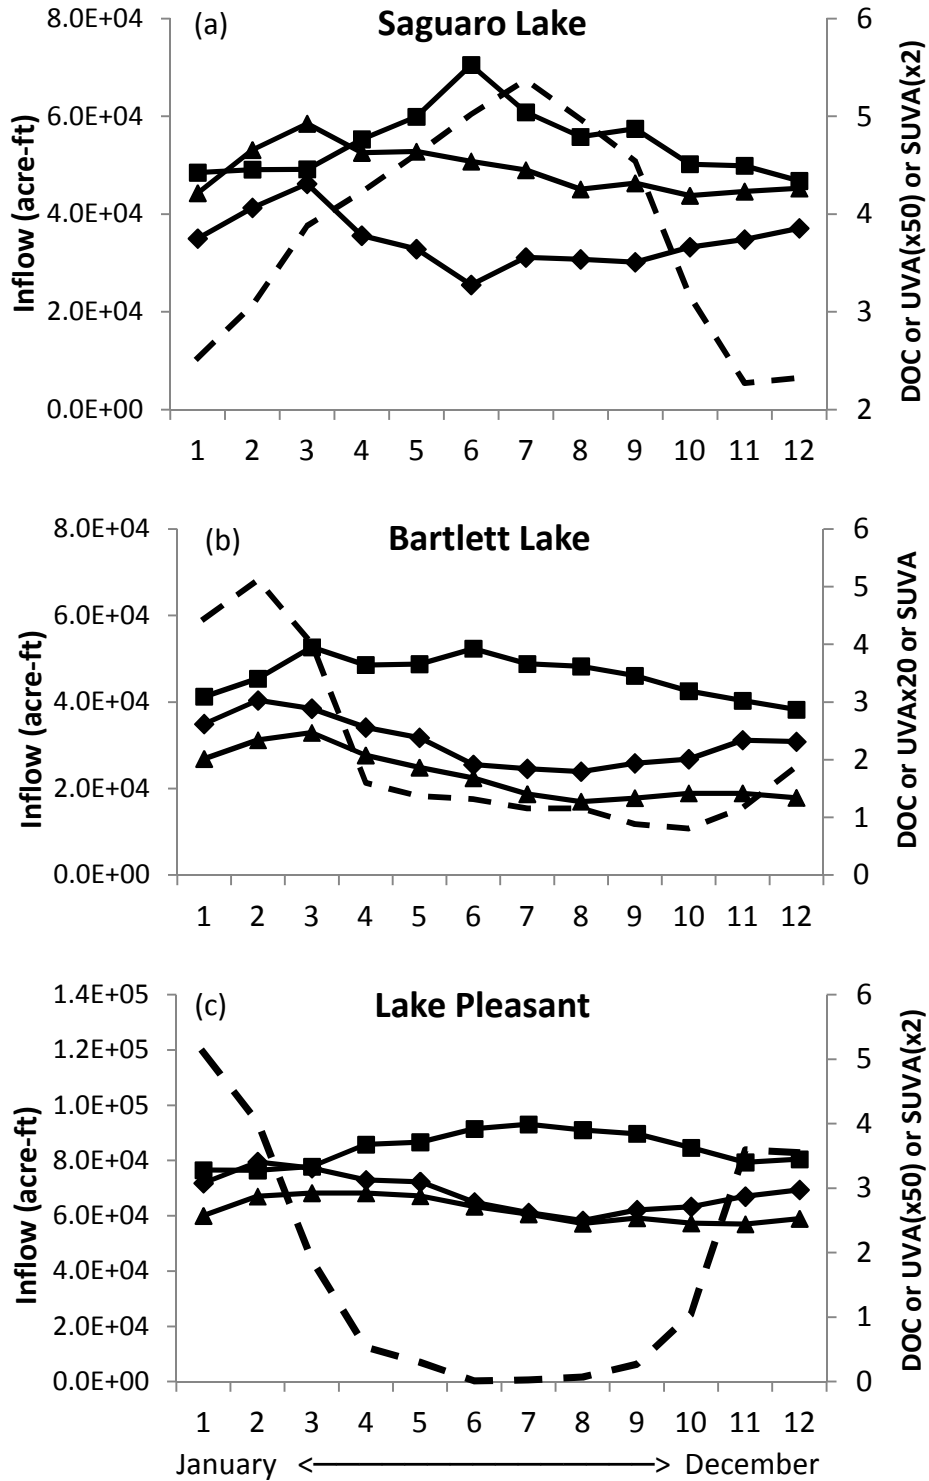 (a) Saguaro Lake
8.0E+04
6.0E+04
4.0E+04
2.0E+04
0.0E+00
Inflow (acre-ft)
6
5
4
3
2
DOC or UVA(x50) or SUVA(x2)
1 2 3 4 5 6 7 8 9 10 11 12
(b) Bartlett Lake
8.0E+04
6.0E+04
4.0E+04
2.0E+04
0.0E+00
Inflow (acre-ft)
6
5
4
3
2
1
0
DOC or UVAx20 or SUVA
1 2 3 4 5 6 7 8 9 10 11 12
(c) Lake Pleasant
1.4E+05
1.2E+05
1.0E+05
8.0E+04
6.0E+04
4.0E+04
2.0E+04
0.0E+00
Inflow (acre-ft)
6
5
4
3
2
1
0
DOC or UVA(x50) or SUVA(x2)
1 2 3 4 5 6 7 8 9 10 11 12
January <——————> December